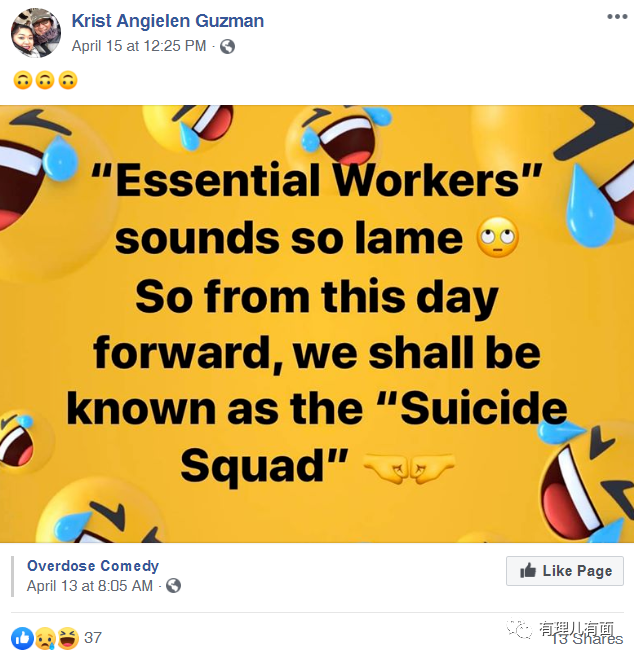 Krist Angielen Guzman
April 15 at 12:25 PM ·
🙃🙃🙃
“Essential Workers”
sounds so lame 🙄
So from this day
forward, we shall be
known as the “Suicide
Squad” 🤛🤜
Overdose Comedy
April 13 at 8:05 AM ·
Like Page
37
有理儿有面
13 Shares